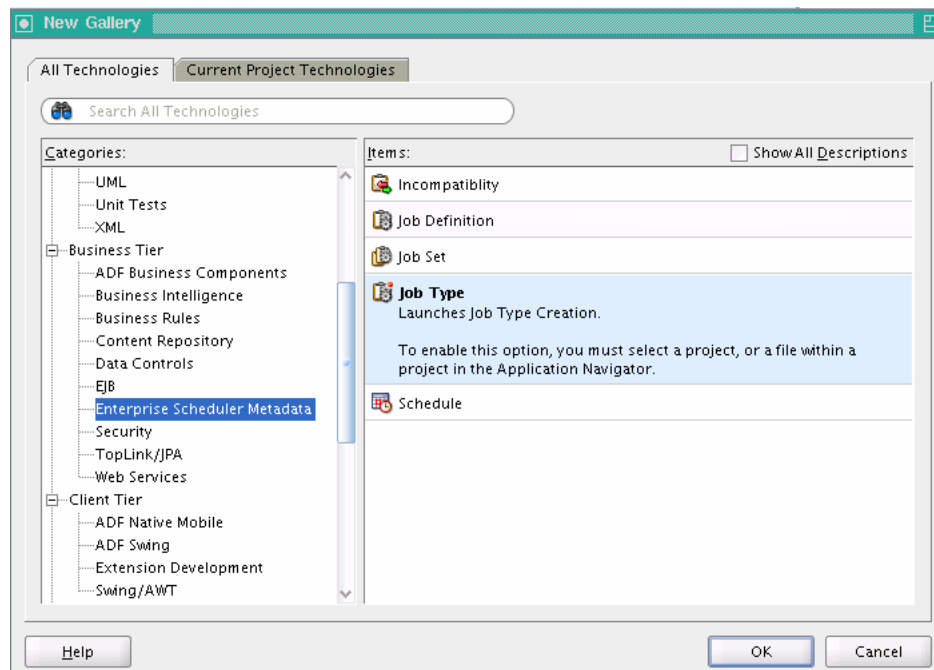 New Gallery
All Technologies
Current Project Technologies
Search All Technologies
Categories:
UML
Unit Tests
XML
Business Tier
ADF Business Components
Business Intelligence
Business Rules
Content Repository
Data Controls
EJB
Enterprise Scheduler Metadata
Security
TopLink/JPA
Web Services
Client Tier
ADF Native Mobile
ADF Swing
Extension Development
Swing/AWT
Items:
Show All Descriptions
Incompatiblity
Job Definition
Job Set
Job Type
Launches Job Type Creation.
To enable this option, you must select a project, or a file within a
project in the Application Navigator.
Schedule
Help
OK
Cancel